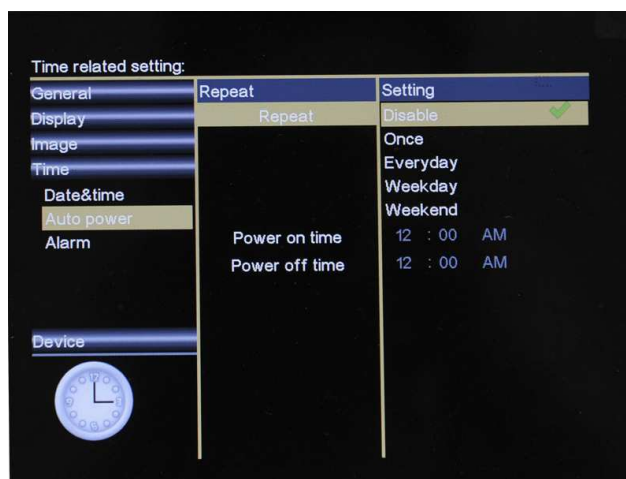 Time related setting:
General
Display
Image
Time
Date&time
Auto power
Alarm
Device
Repeat
Repeat
Power on time
Power off time
Setting
Disable
Once
Everyday
Weekday
Weekend
12 : 00 AM
12 : 00 AM